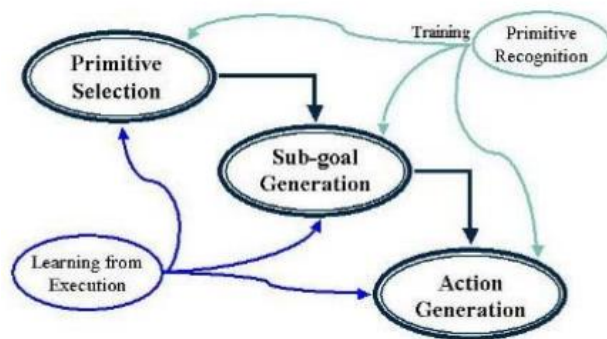 Training
Primitive
Recognition
Primitive
Selection
Sub-goal
Generation
Learning from
Execution
Action
Generation